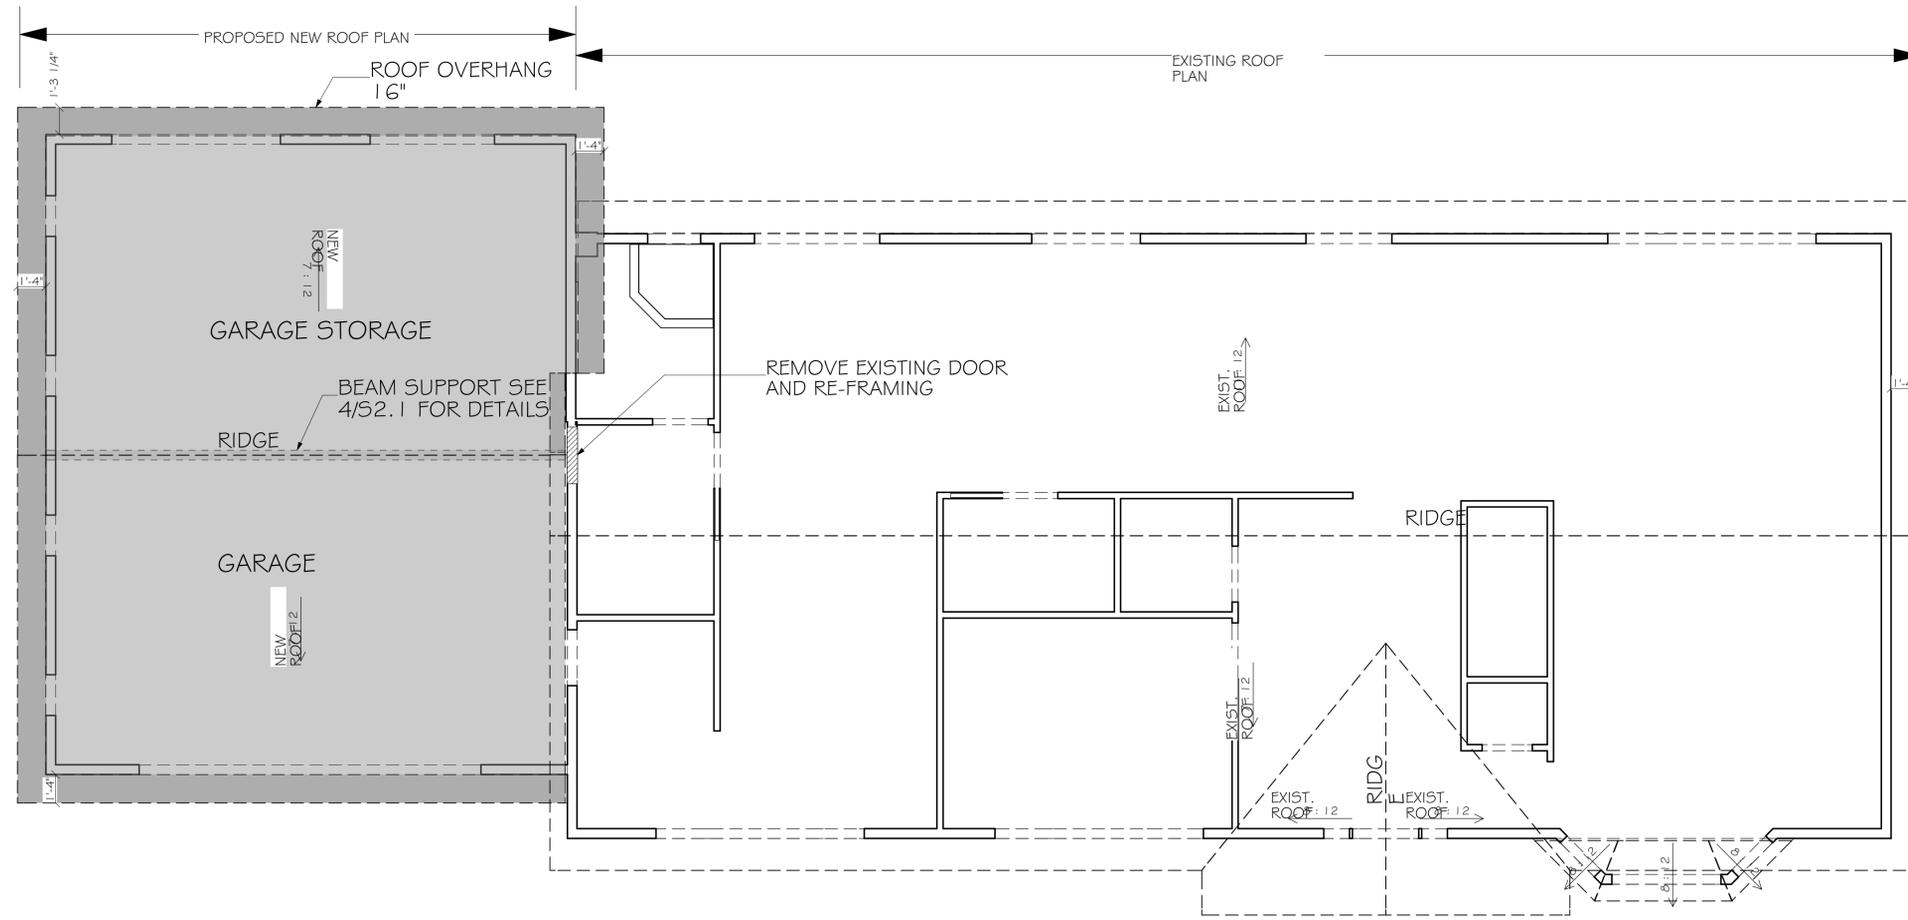 PROPOSED NEW ROOF PLAN
EXISTING ROOF
PLAN
1'-3 1/4"
ROOF OVERHANG
16"
1'-4"
NEW
ROOF
7 : 12
1'-4"
GARAGE STORAGE
BEAM SUPPORT SEE
4/S2.1 FOR DETAILS
REMOVE EXISTING DOOR
AND RE-FRAMING
EXIST.
ROOF
12
RIDGE
RIDGE
GARAGE
NEW
ROOF
12
EXIST.
ROOF
12
RIDG
E
EXIST.
ROOF
: 12
EXIST.
ROOF
: 12
1'-4"
8 : 12